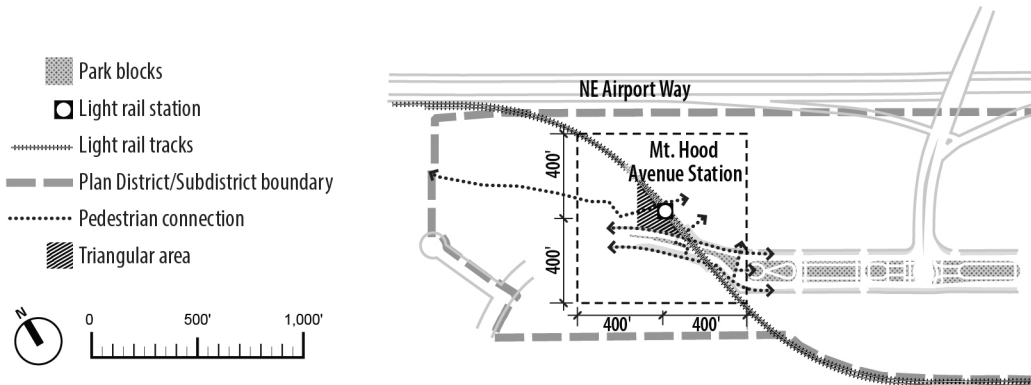 Park blocks
Light rail station
Light rail tracks
Plan District/Subdistrict boundary
Pedestrian connection
Triangular area
N
0 500' 1,000'
NE Airway Way
Mt. Hood
Avenue Station
400'
400'
400' 400'